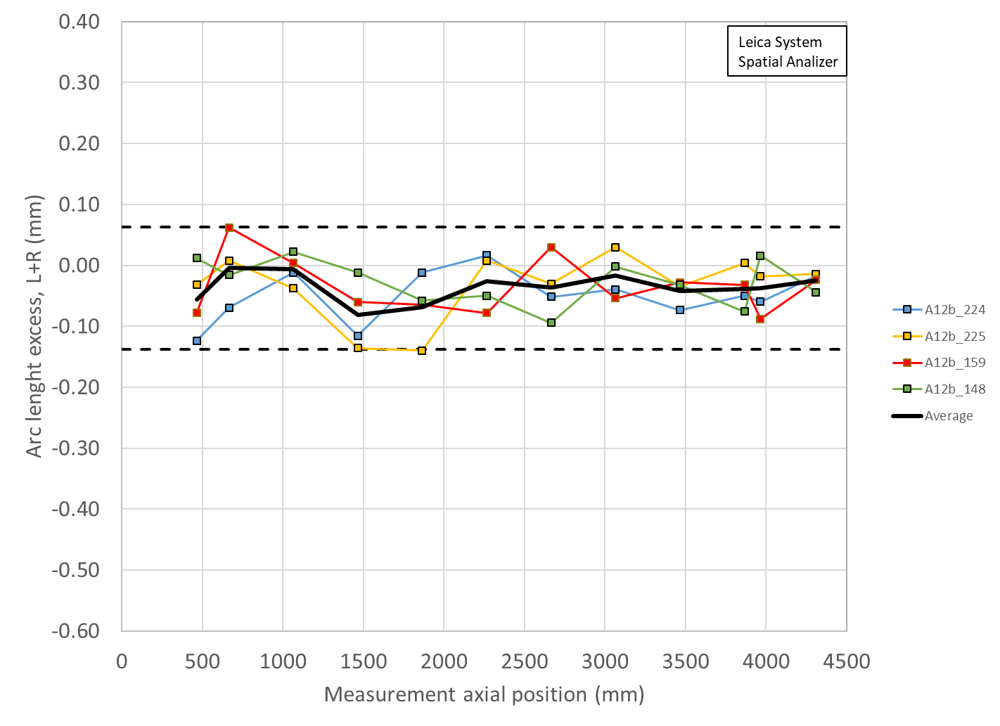 0.40
0.30
0.20
0.10
0.00
-0.10
-0.20
-0.30
-0.40
-0.50
-0.60
Arc lenght excess, L+R (mm)
Leica System
Spatial Analizer
A12b_224
A12b_225
A12b_159
A12b_148
Average
0 500 1000 1500 2000 2500 3000 3500 4000 4500
Measurement axial position (mm)